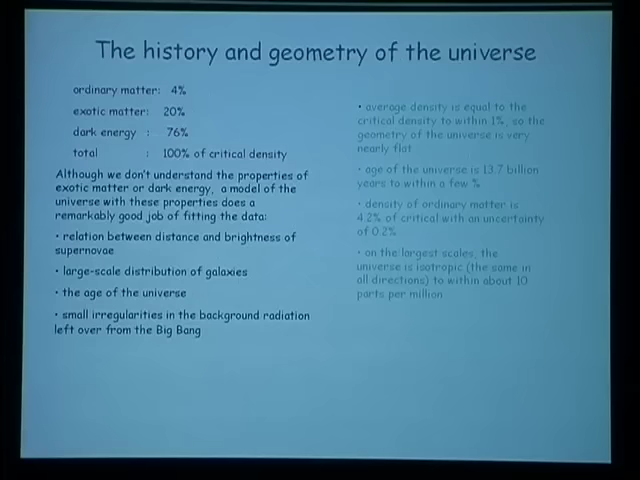 The history and geometry of the universe
ordinary matter: 4%
exotic matter: 20%
dark energy : 76%
total : 100% of critical density
Although we don't understand the properties of
exotic matter or dark energy, a model of the
universe with these properties does a
remarkably good job of fitting the data:
• relation between distance and brightness of
supernovae
• large-scale distribution of galaxies
• the age of the universe
• small irregularities in the background radiation
left over from the Big Bang
• average density is equal to the
critical density to within 1%, so the
geometry of the universe is very
nearly flat
• age of the universe is 13.7 billion
years to within a few %
• density of ordinary matter is
4.2% of critical with an uncertainty
of 0.2%
• on the largest scales, the
universe is isotropic (the same in
all directions) to within about 10
parts per million